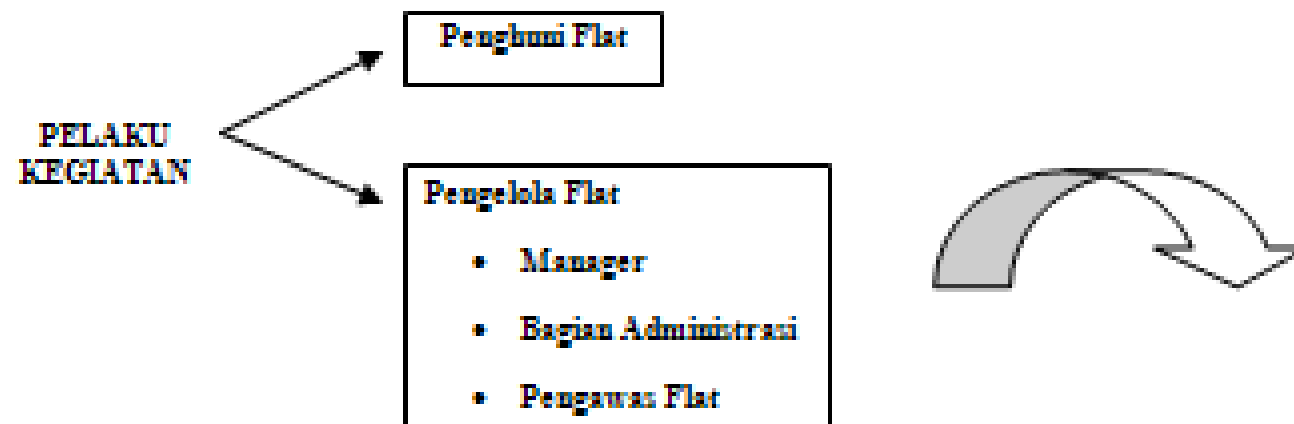 Penghuni Flat
PELAKU
KEGIATAN
Pengelola Flat
• Manager
• Bagian Administrasi
• Pengawas Flat